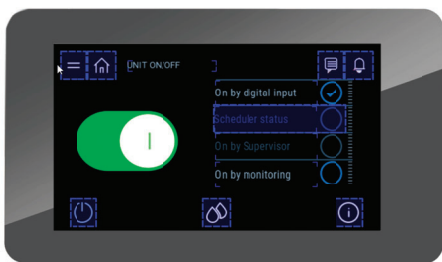 UNIT ON/OFF
On by digital input
Scheduler status
On by Supervisor
On by monitoring